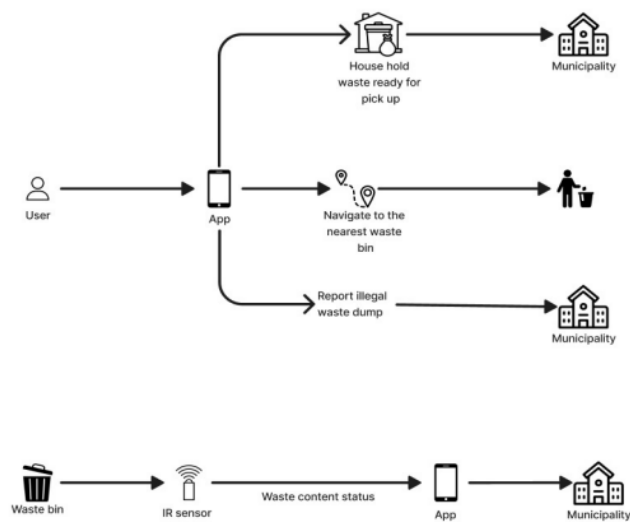 House hold
waste ready for
pick up
Municipality
User
App
Navigate to the
nearest waste
bin
Report illegal
waste dump
Municipality
Waste bin
IR sensor
Waste content status
App
Municipality